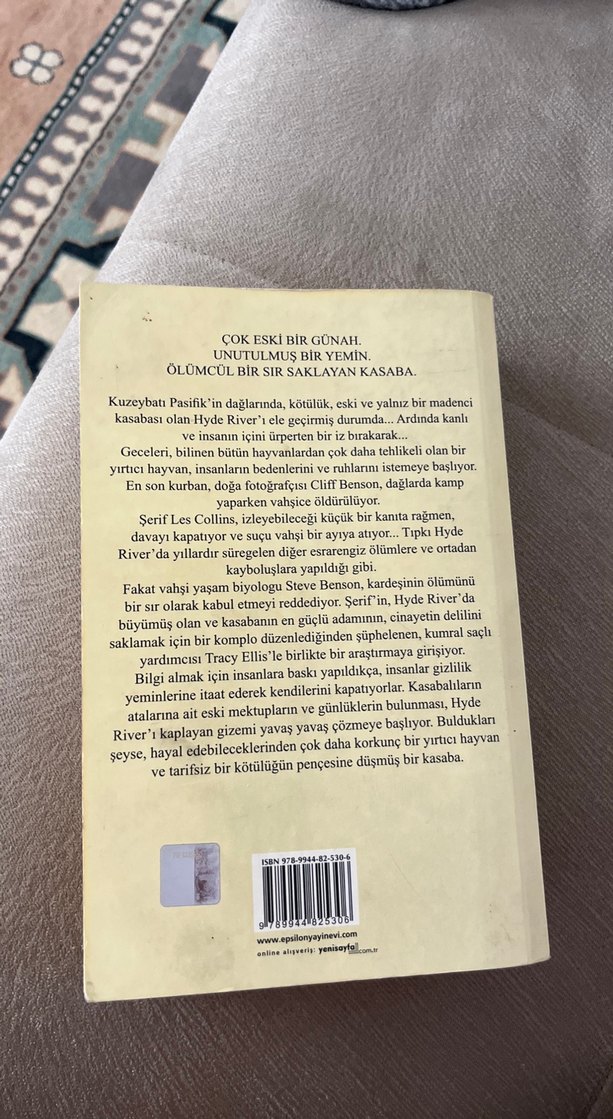 ÇOK ESKİ BİR GÜNAH.
UNUTULMUŞ BİR YEMİN.
ÖLÜMCÜL BİR SIR SAKLAYAN KASABA.
Kuzeybatı Pasifik'in dağlarında, kötülük, eski ve yalnız bir madenci
kasabası olan Hyde River'ı ele geçirmiş durumda... Ardında kanlı
ve insanın içini ürperten bir iz bırakarak...
Geceleri, bilinen bütün hayvanlardan çok daha tehlikeli olan bir
yırtıcı hayvan, insanların bedenlerini ve ruhlarını istemeye başlıyor.
En son kurban, doğa fotoğrafçısı Cliff Benson, dağlarda kamp
yaparken vahşice öldürülüyor.
Şerif Les Collins, izleyebileceği küçük bir kanıta rağmen,
davayı kapatıyor ve suçu vahşi bir ayıya atıyor... Tıpkı Hyde
River'da yıllardır süregelen diğer esrarengiz ölümlere ve ortadan
kayboluşlara yapıldığı gibi.
Fakat vahşi yaşam biyologu Steve Benson, kardeşinin ölümünü
bir sır olarak kabul etmeyi reddediyor. Şerif'in, Hyde River'da
büyümüş olan ve kasabanın en güçlü adamının, cinayetin delilini
saklamak için bir komplo düzenlediğinden şüphelenen, kumral saçlı
yardımcısı Tracy Ellis'le birlikte bir araştırmaya girişiyor.
Bilgi almak için insanlara baskı yapıldıkça, insanlar gizlilik
yeminlerine itaat ederek kendilerini kapatıyorlar. Kasabalıların
atalarına ait eski mektupların ve günlüklerin bulunması, Hyde
River'ı kaplayan gizemi yavaş yavaş çözmeye başlıyor. Buldukları
şeyse, hayal edebileceklerinden çok daha korkunç bir yırtıcı hayvan
ve tarifsiz bir kötülüğün pençesine düşmüş bir kasaba.
ISBN 978-9944-82-530-6
9 789944 825306
www.epsilonyayinevi.com
online alışveriş: yenisayfa.com.tr